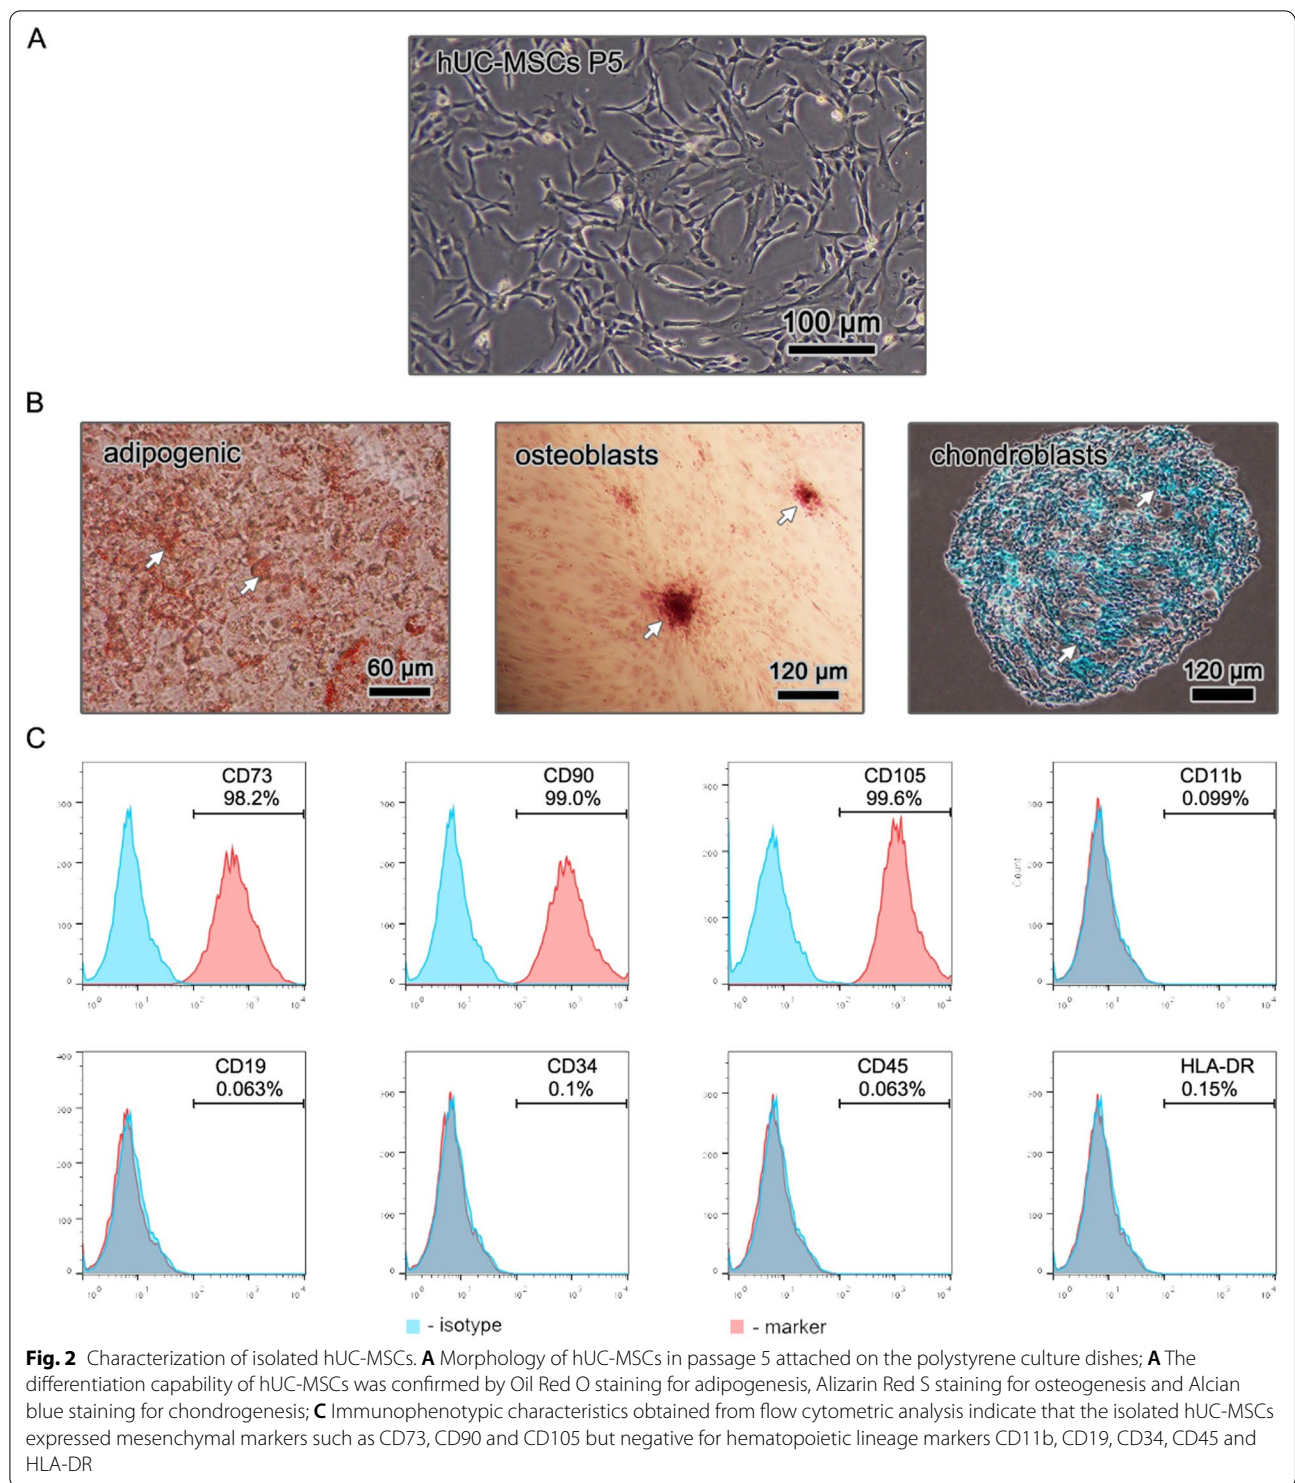 A
hUC-MSCs P5
100 µm
B
adipogenic
60 µm
osteoblasts
120 µm
chondroblasts
120 µm
C
CD73
98.2%
CD90
99.0%
CD105
99.6%
CD11b
0.099%
Count
CD19
0.063%
CD34
0.1%
CD45
0.063%
HLA-DR
0.15%
- isotype
- marker
Fig. 2 Characterization of isolated hUC-MSCs. A Morphology of hUC-MSCs in passage 5 attached on the polystyrene culture dishes; A The
differentiation capability of hUC-MSCs was confirmed by Oil Red O staining for adipogenesis, Alizarin Red S staining for osteogenesis and Alcian
blue staining for chondrogenesis; C Immunophenotypic characteristics obtained from flow cytometric analysis indicate that the isolated hUC-MSCs
expressed mesenchymal markers such as CD73, CD90 and CD105 but negative for hematopoietic lineage markers CD11b, CD19, CD34, CD45 and
HLA-DR